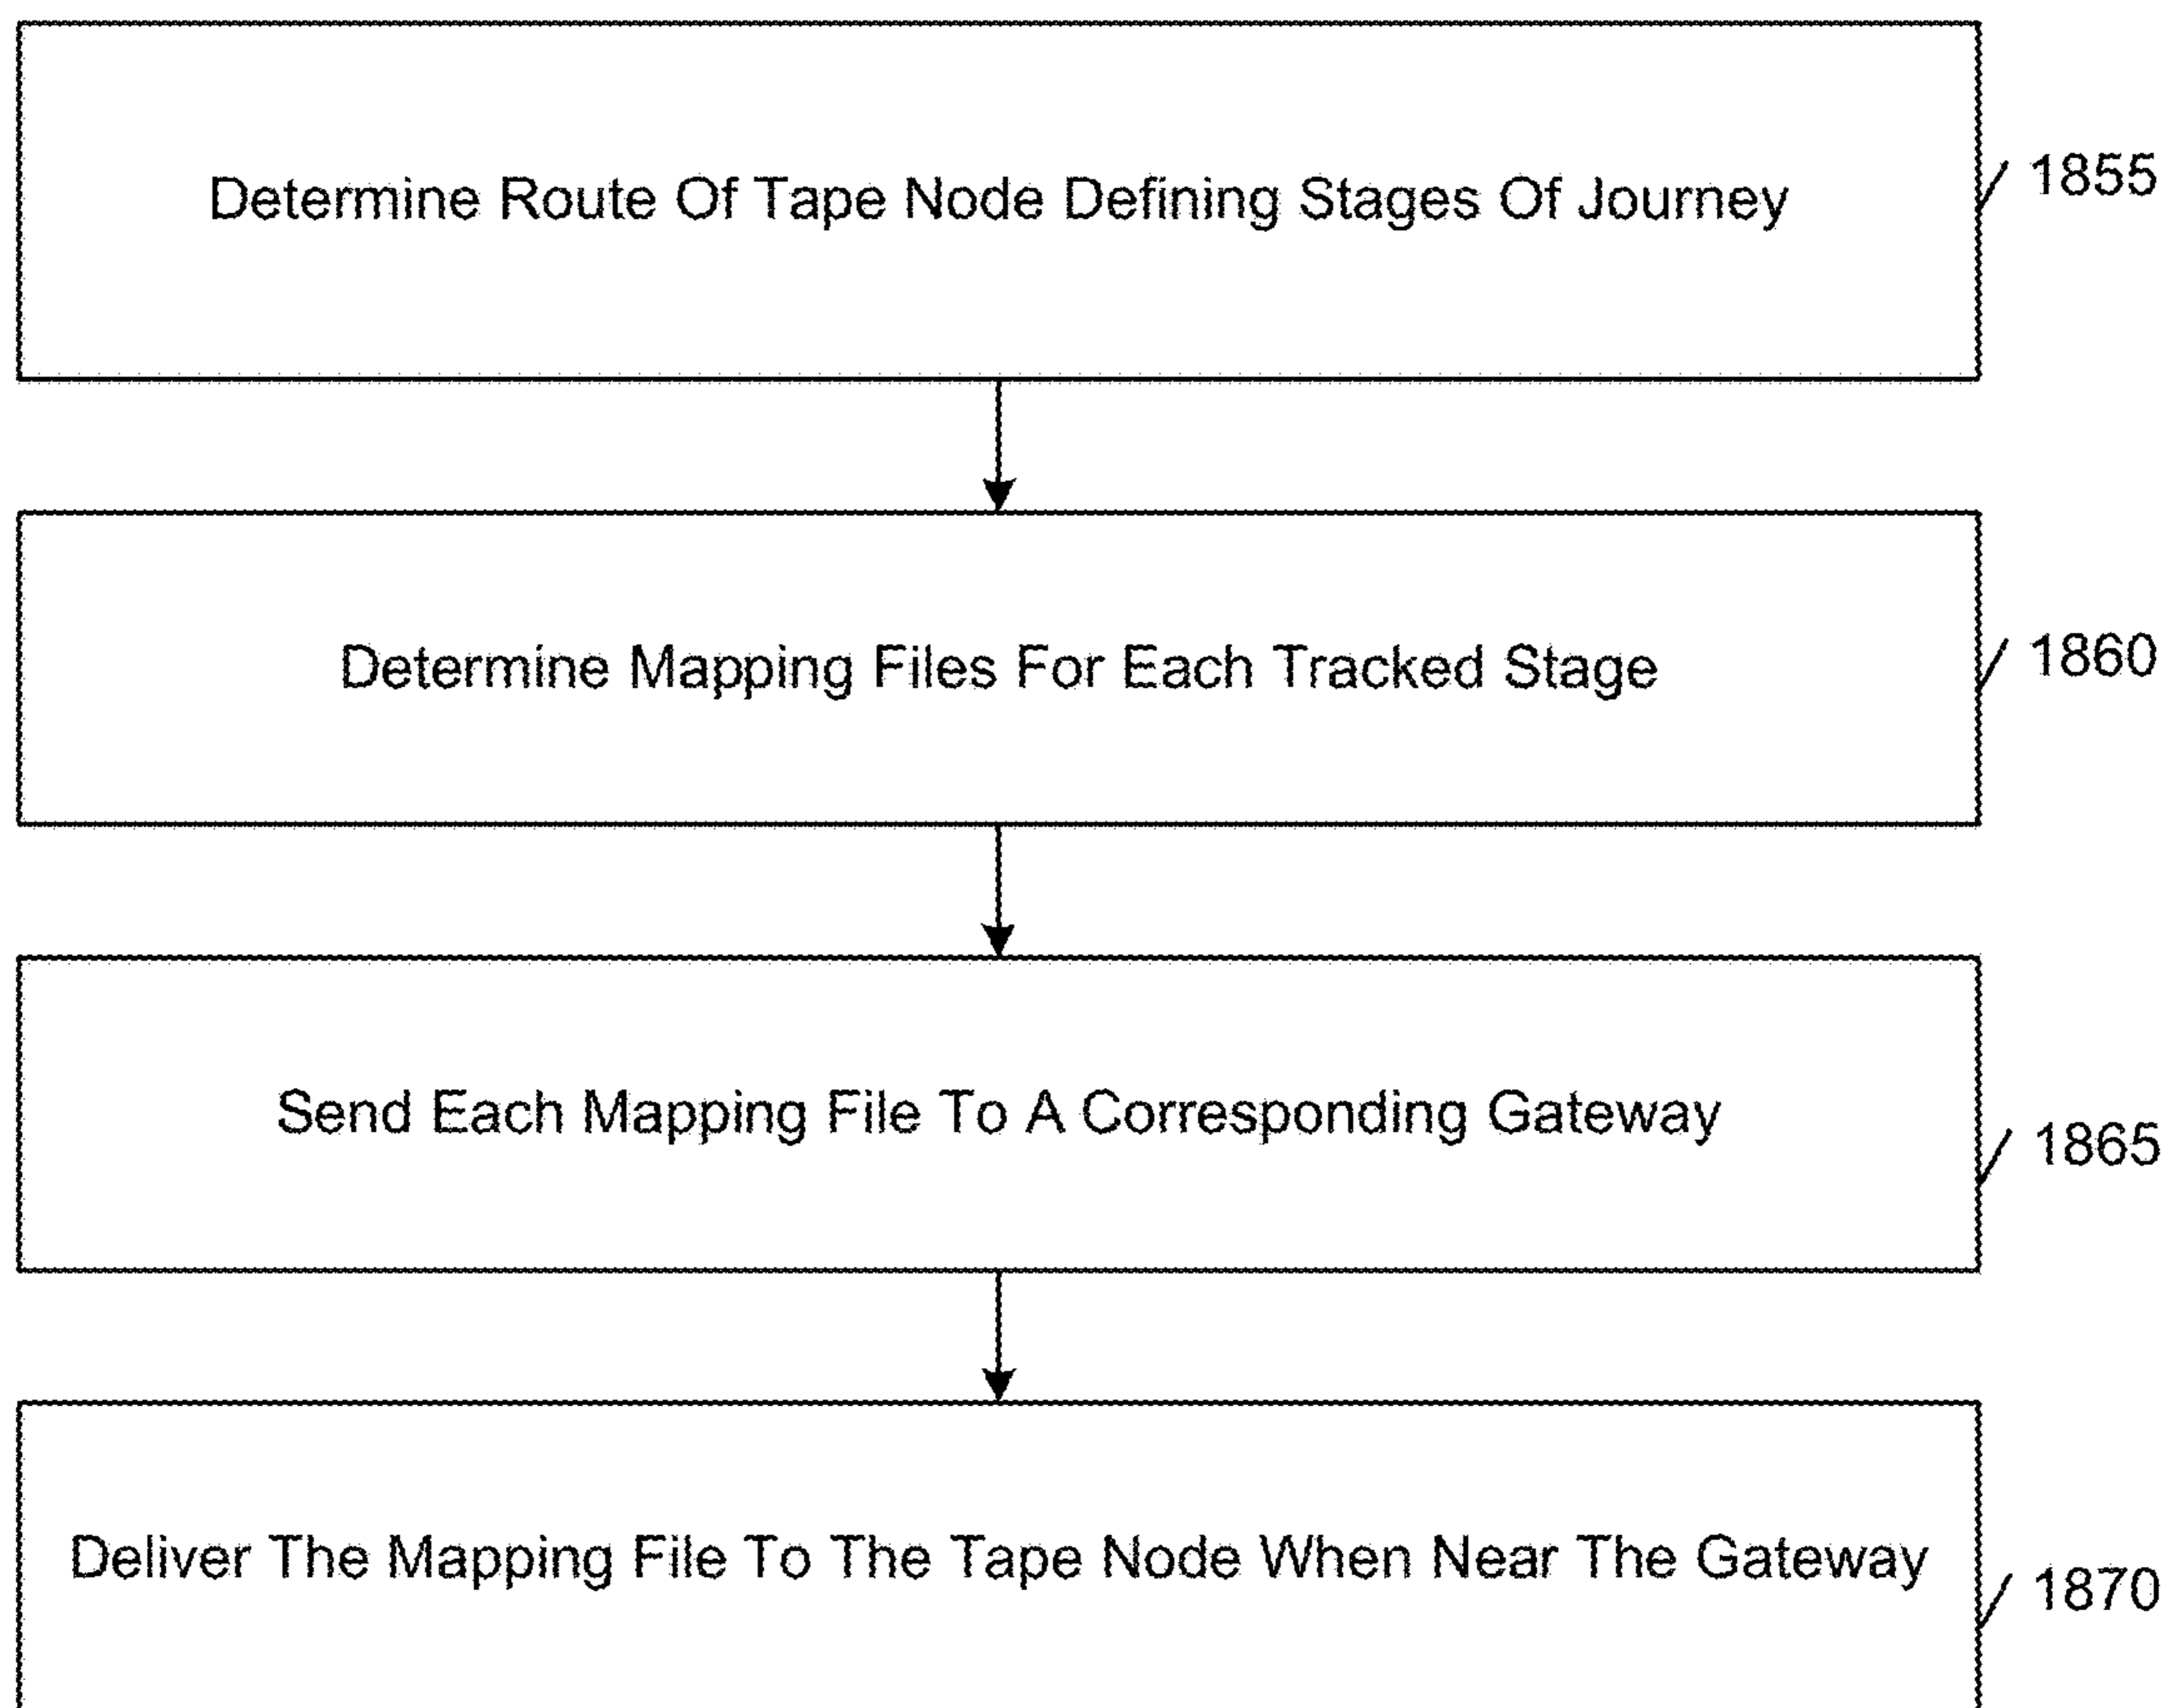 Determine Route Of Tape Node Defining Stages Of Journey
1855
Determine Mapping Files For Each Tracked Stage
1860
Send Each Mapping File To A Corresponding Gateway
1865
Deliver The Mapping File To The Tape Node When Near The Gateway
1870